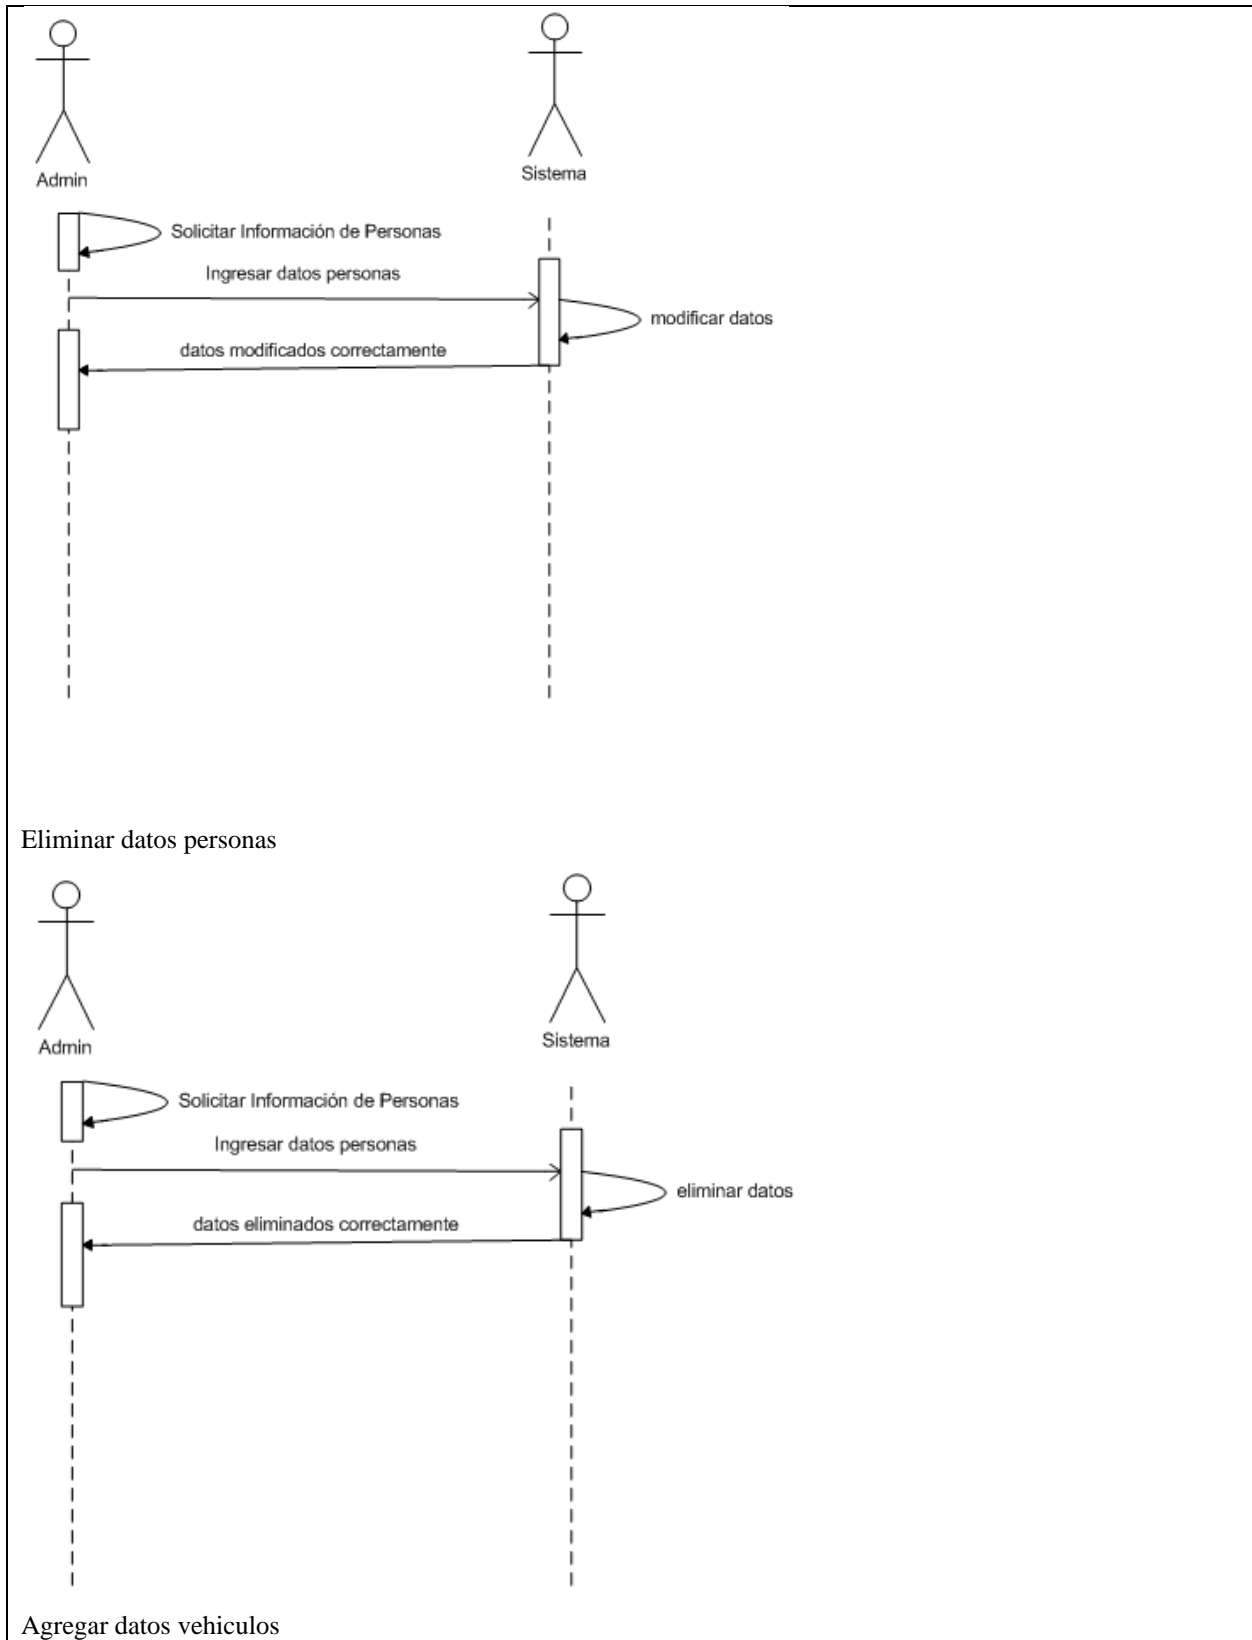 Admin
Sistema
Solicitar Información de Personas
Ingresar datos personas
modificar datos
datos modificados correctamente
Eliminar datos personas
Admin
Sistema
Solicitar Información de Personas
Ingresar datos personas
eliminar datos
datos eliminados correctamente
Agregar datos vehiculos